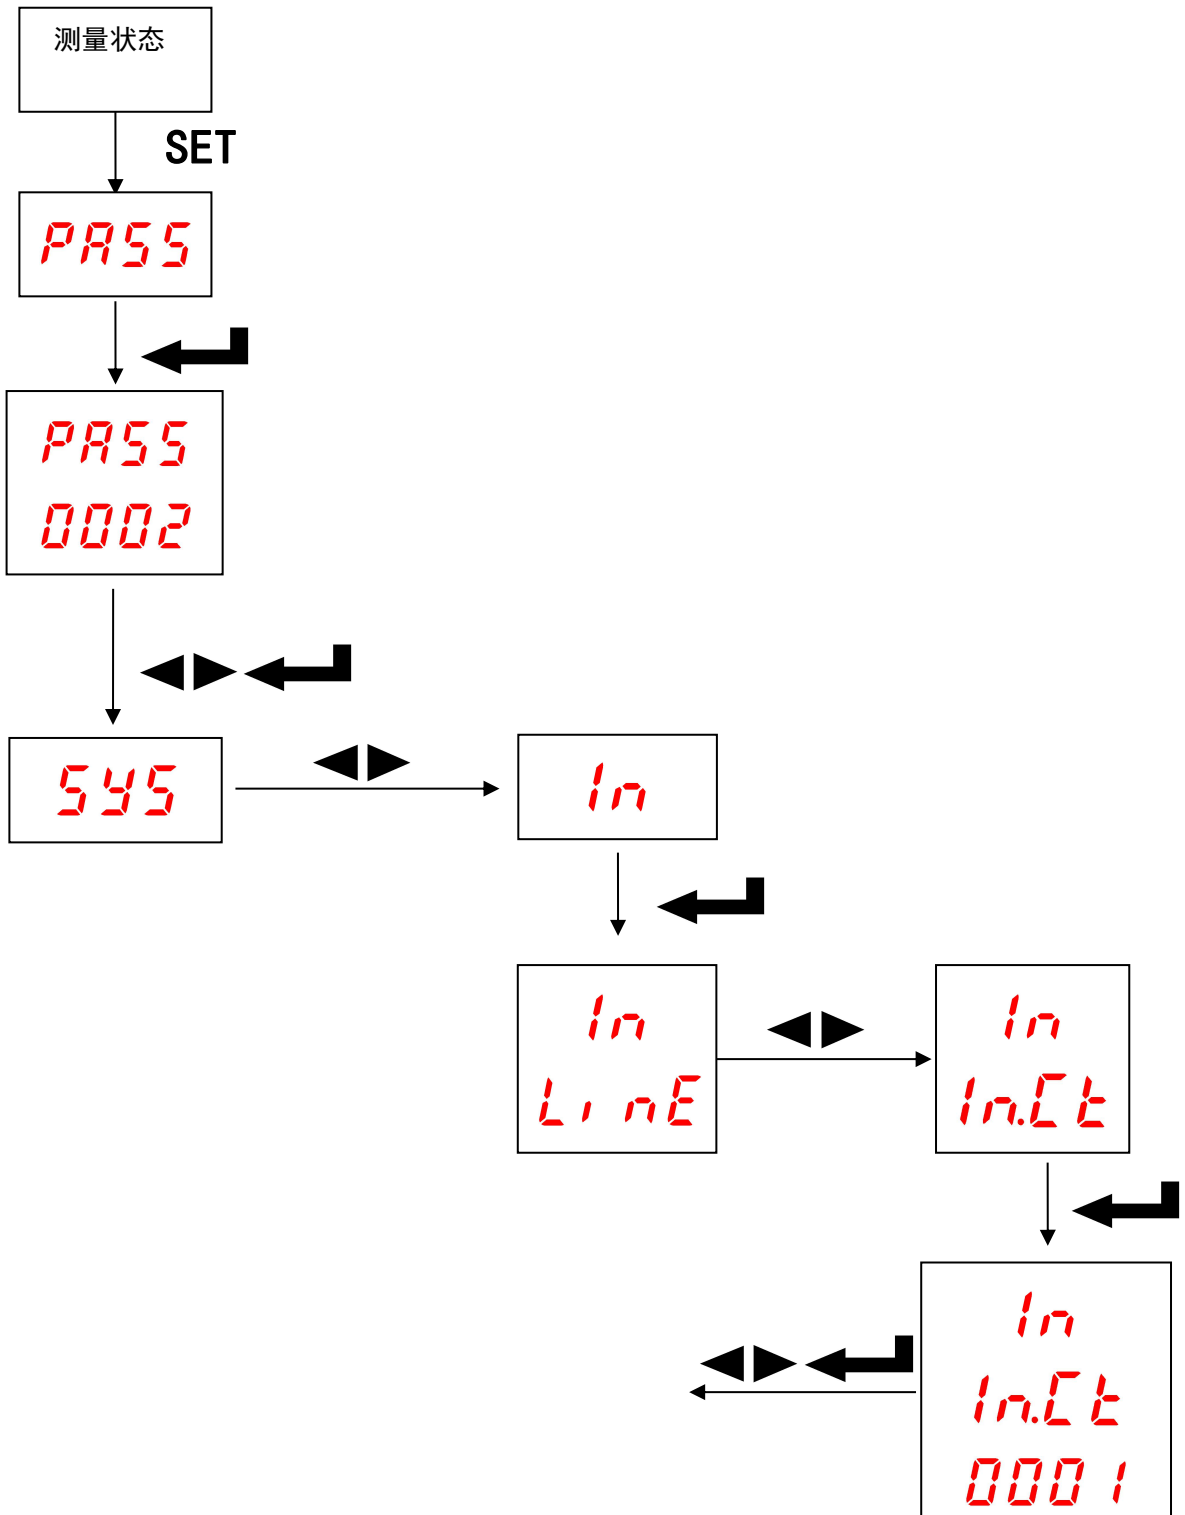 测量状态
SET
PASS
PASS
0002
SYS
In
In
LinE
In
In.Ct
In
In.Ct
0001